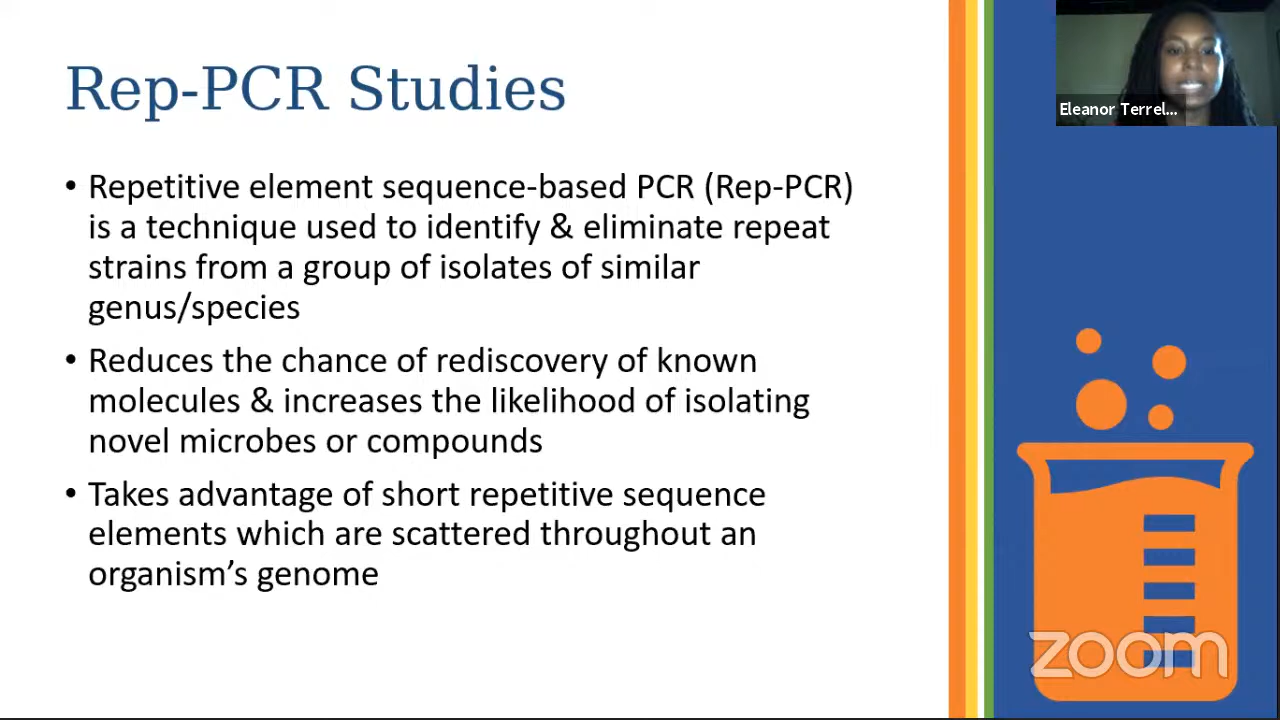 Rep-PCR Studies
Eleanor Terrel...
• Repetitive element sequence-based PCR (Rep-PCR)
is a technique used to identify & eliminate repeat
strains from a group of isolates of similar
genus/species
• Reduces the chance of rediscovery of known
molecules & increases the likelihood of isolating
novel microbes or compounds
• Takes advantage of short repetitive sequence
elements which are scattered throughout an
organism’s genome
zoom